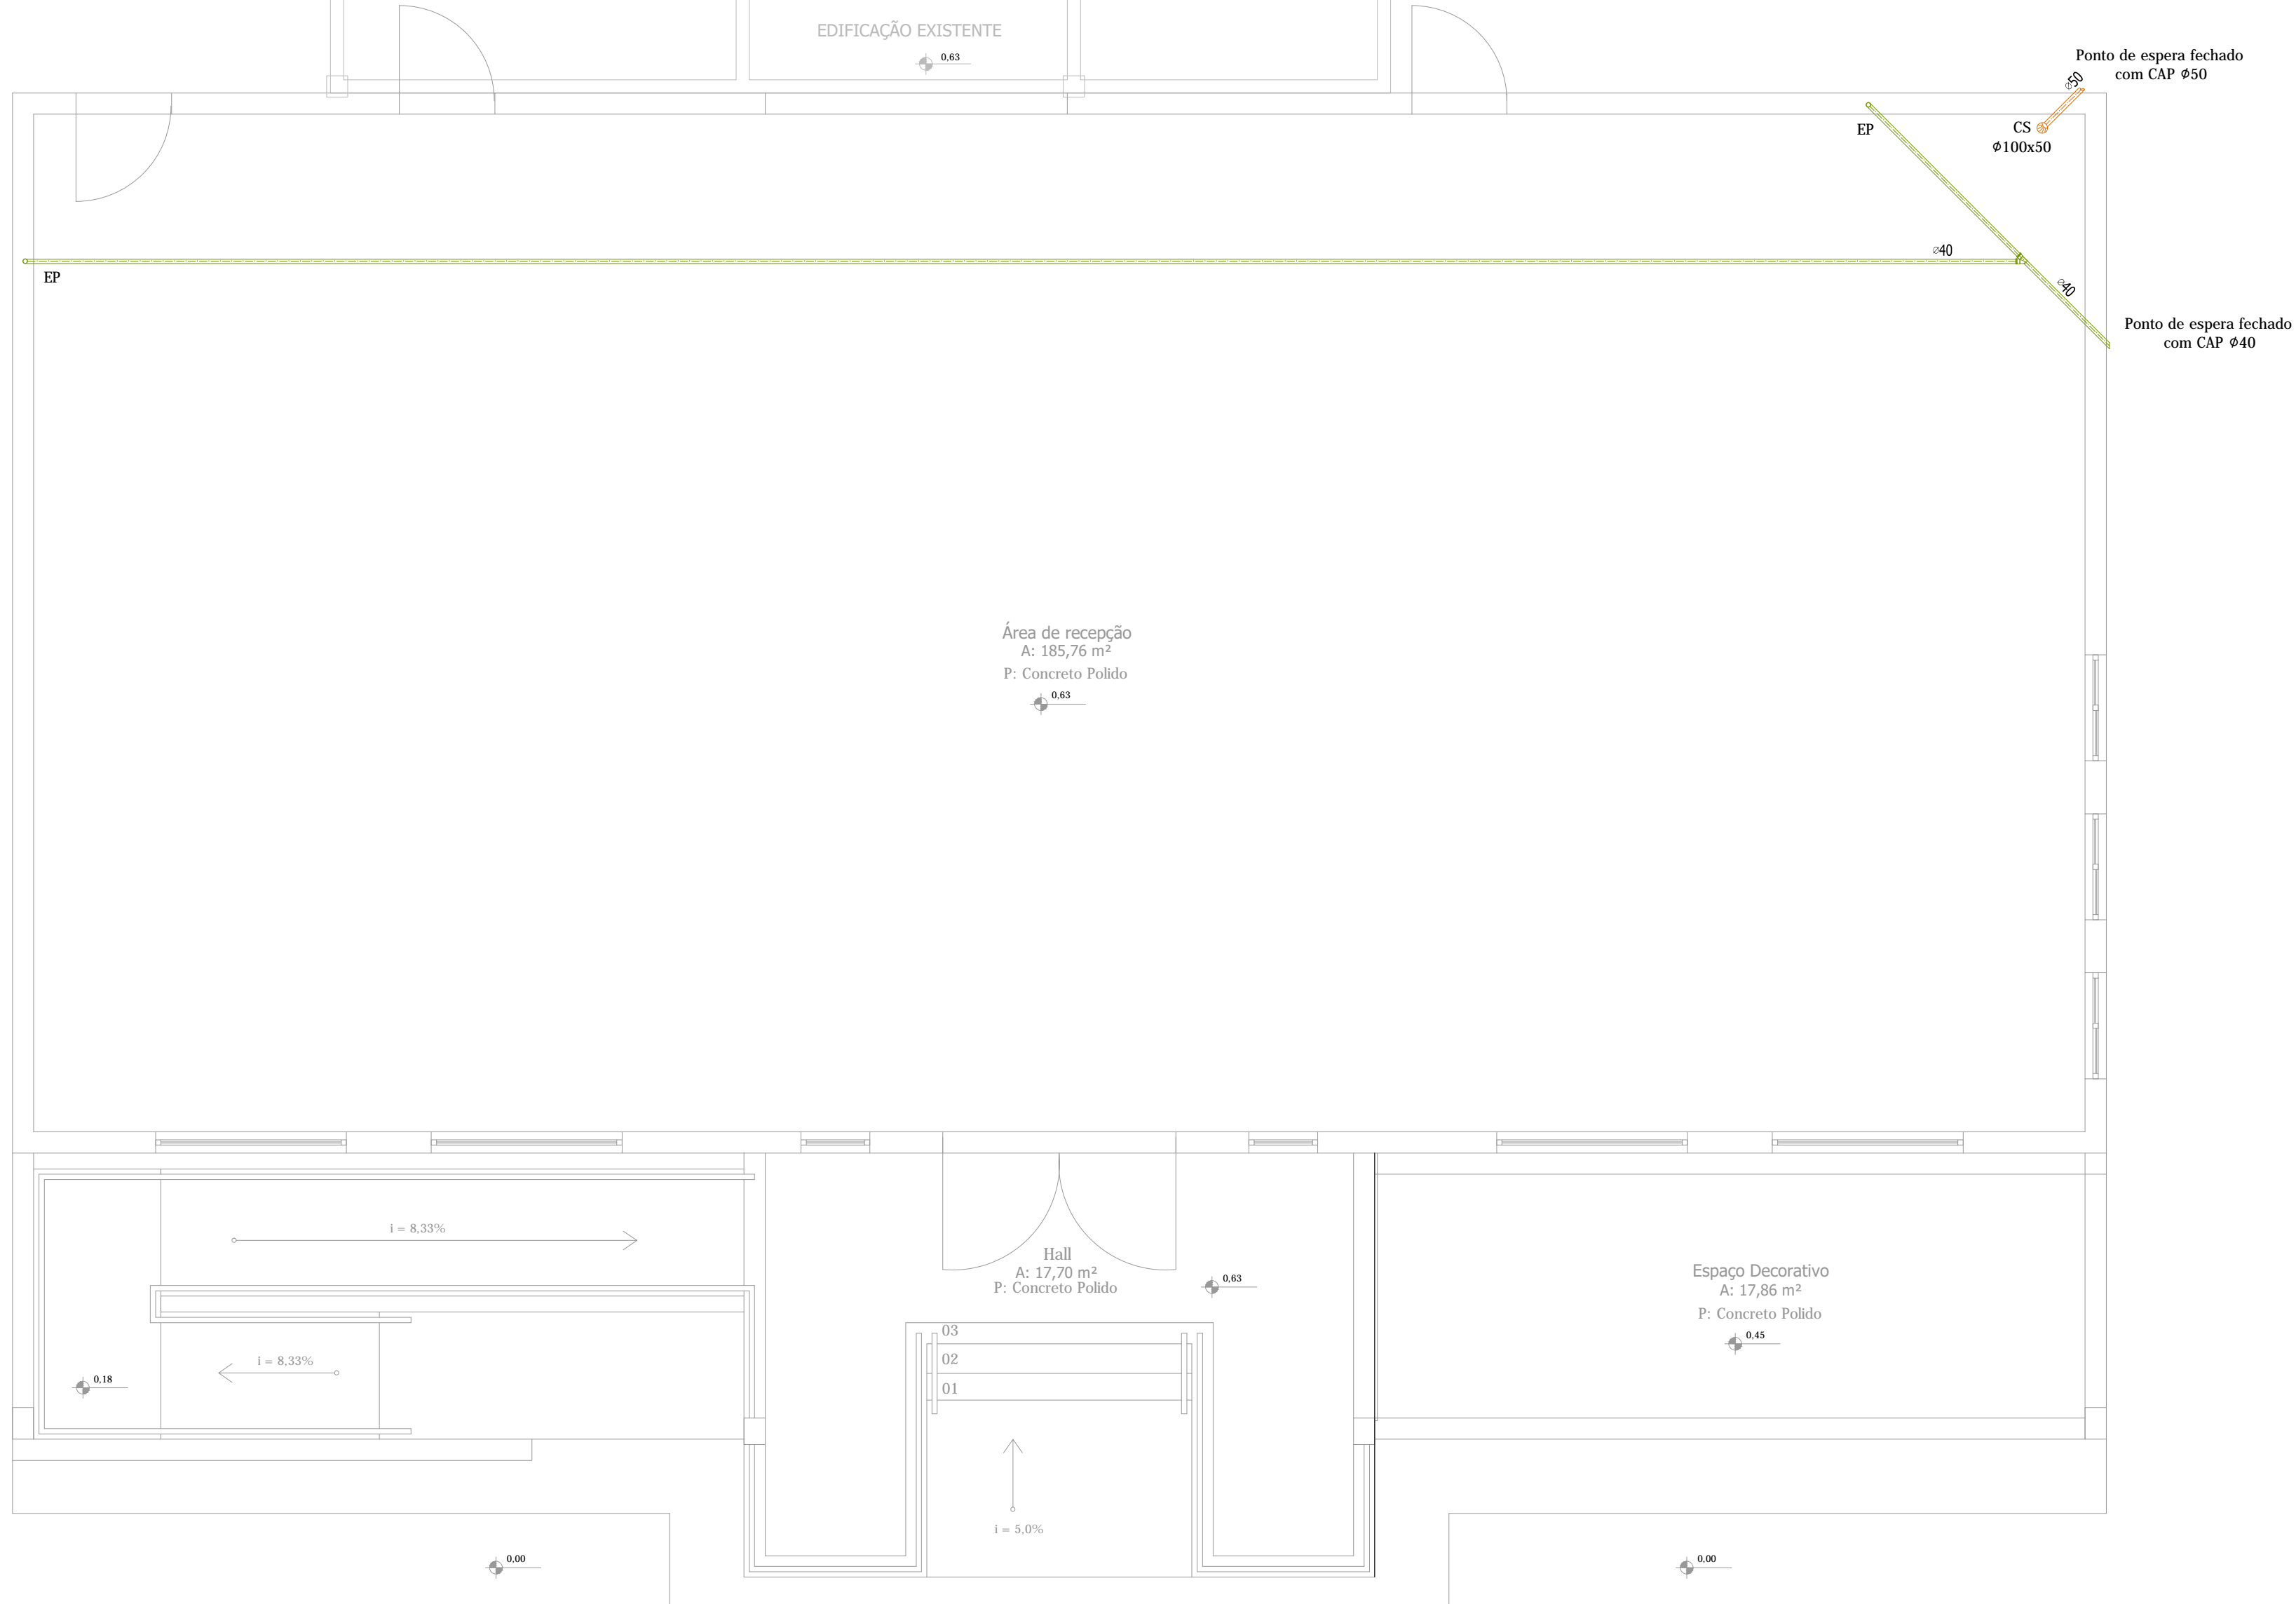 EDIFICAÇÃO EXISTENTE
0,63
Ponto de espera fechado
com CAP ∅50
∅50
EP
CS
∅100x50
∅40
EP
∅40
Ponto de espera fechado
com CAP ∅40
Área de recepção
A: 185,76 m²
P: Concreto Polido
0,63
i = 8,33%
Hall
A: 17,70 m²
P: Concreto Polido
0,63
Espaço Decorativo
A: 17,86 m²
P: Concreto Polido
0,45
03
02
01
i = 8,33%
0,18
i = 5,0%
0,00
0,00